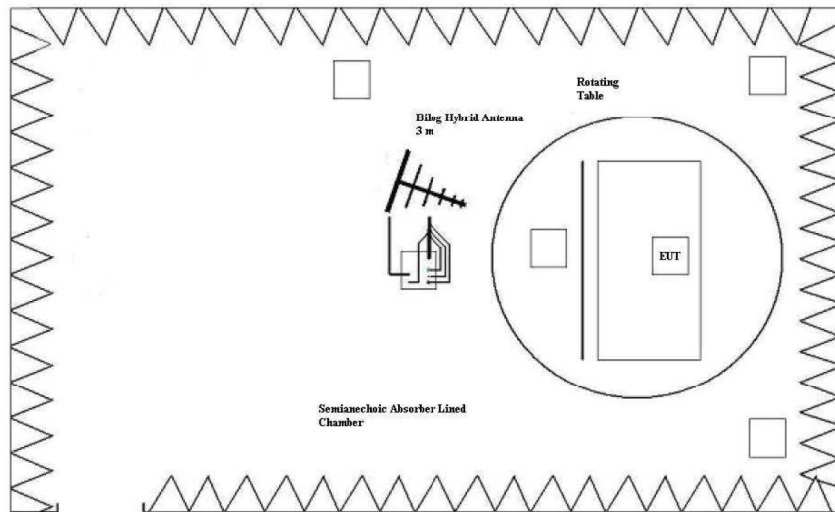 Rotating
Table
Bilog Hybrid Antenna
3 m
EUT
Semianechoic Absorber Lined
Chamber